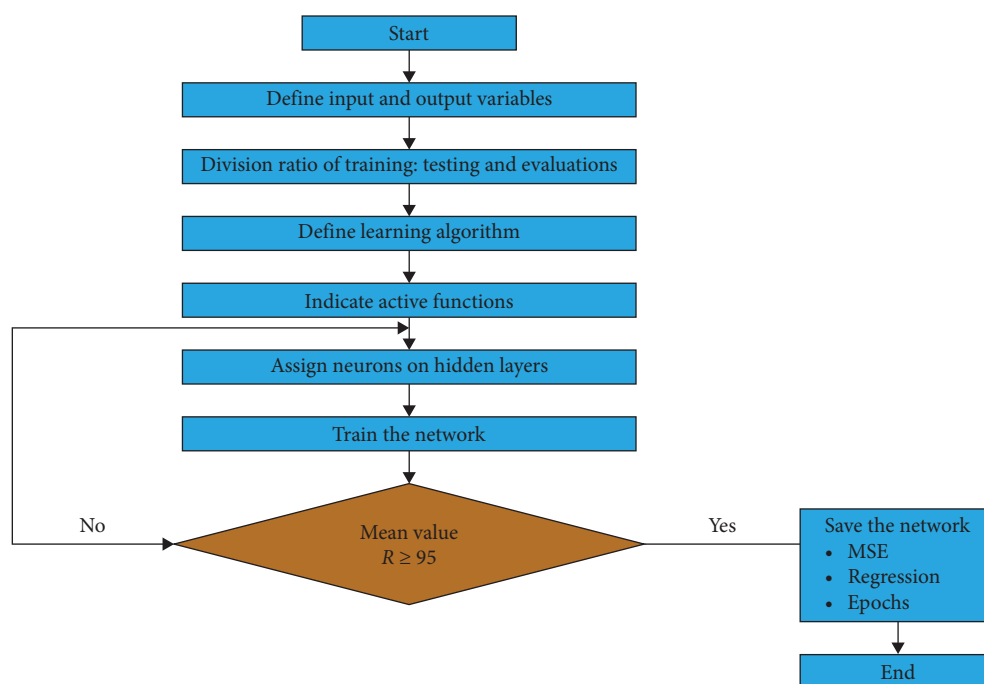 Start
Define input and output variables
Division ratio of training: testing and evaluations
Define learning algorithm
Indicate active functions
Assign neurons on hidden layers
Train the network
Mean value
R ≥ 95
No
Yes
Save the network
• MSE
• Regression
• Epochs
End